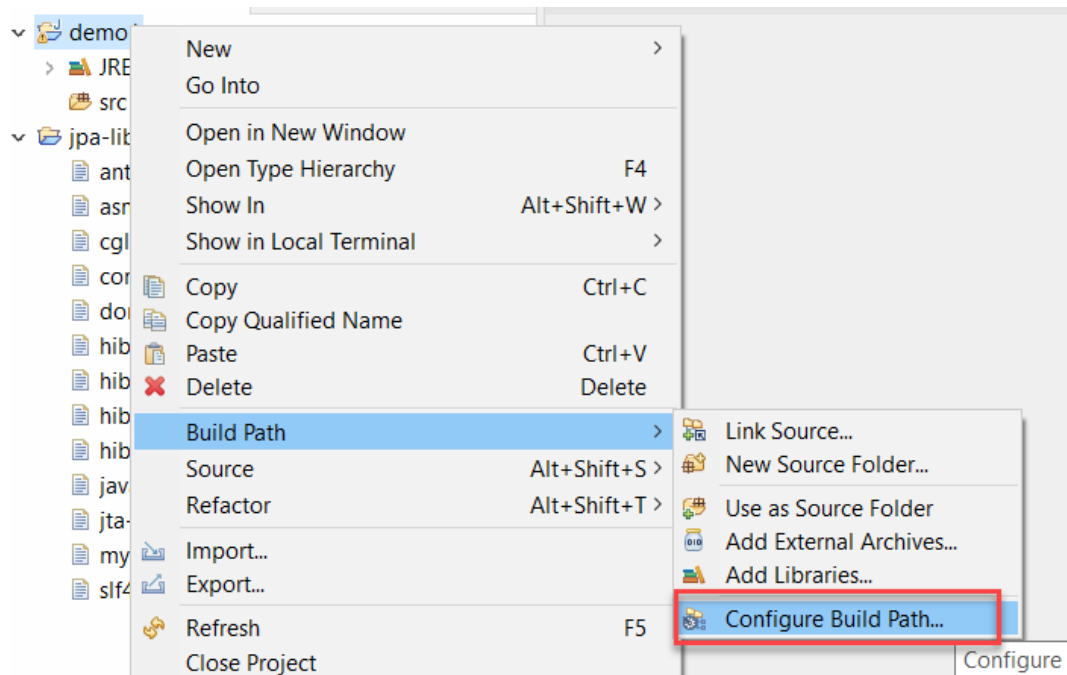 demo
New
JRE
Go Into
src
Open in New Window
jpa-lib
Open Type Hierarchy F4
ant
Show In Alt+Shift+W
Show in Local Terminal
cgl
Copy Ctrl+C
Copy Qualified Name
hib
Paste Ctrl+V
hib
Delete Delete
hib
Build Path
hib
Source Alt+Shift+S
jav
Refactor Alt+Shift+T
jta-
my
Import...
slf4
Export...
Refresh F5
Close Project
Link Source...
New Source Folder...
Use as Source Folder
Add External Archives...
Add Libraries...
Configure Build Path...
Configure